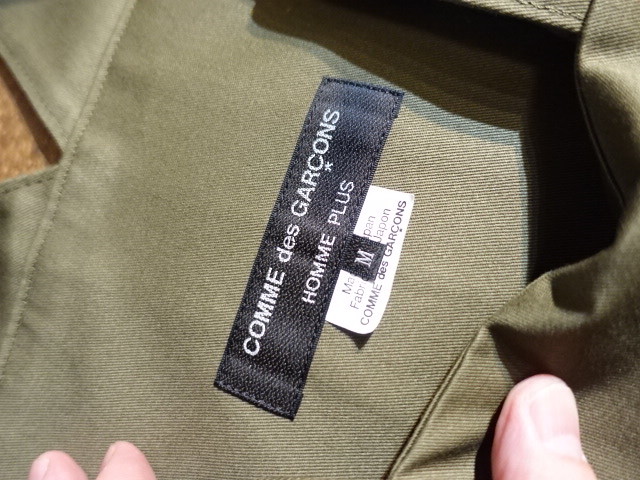 COMME des GARÇONS
*
HOMME PLUS
M
COMME des GARÇONS